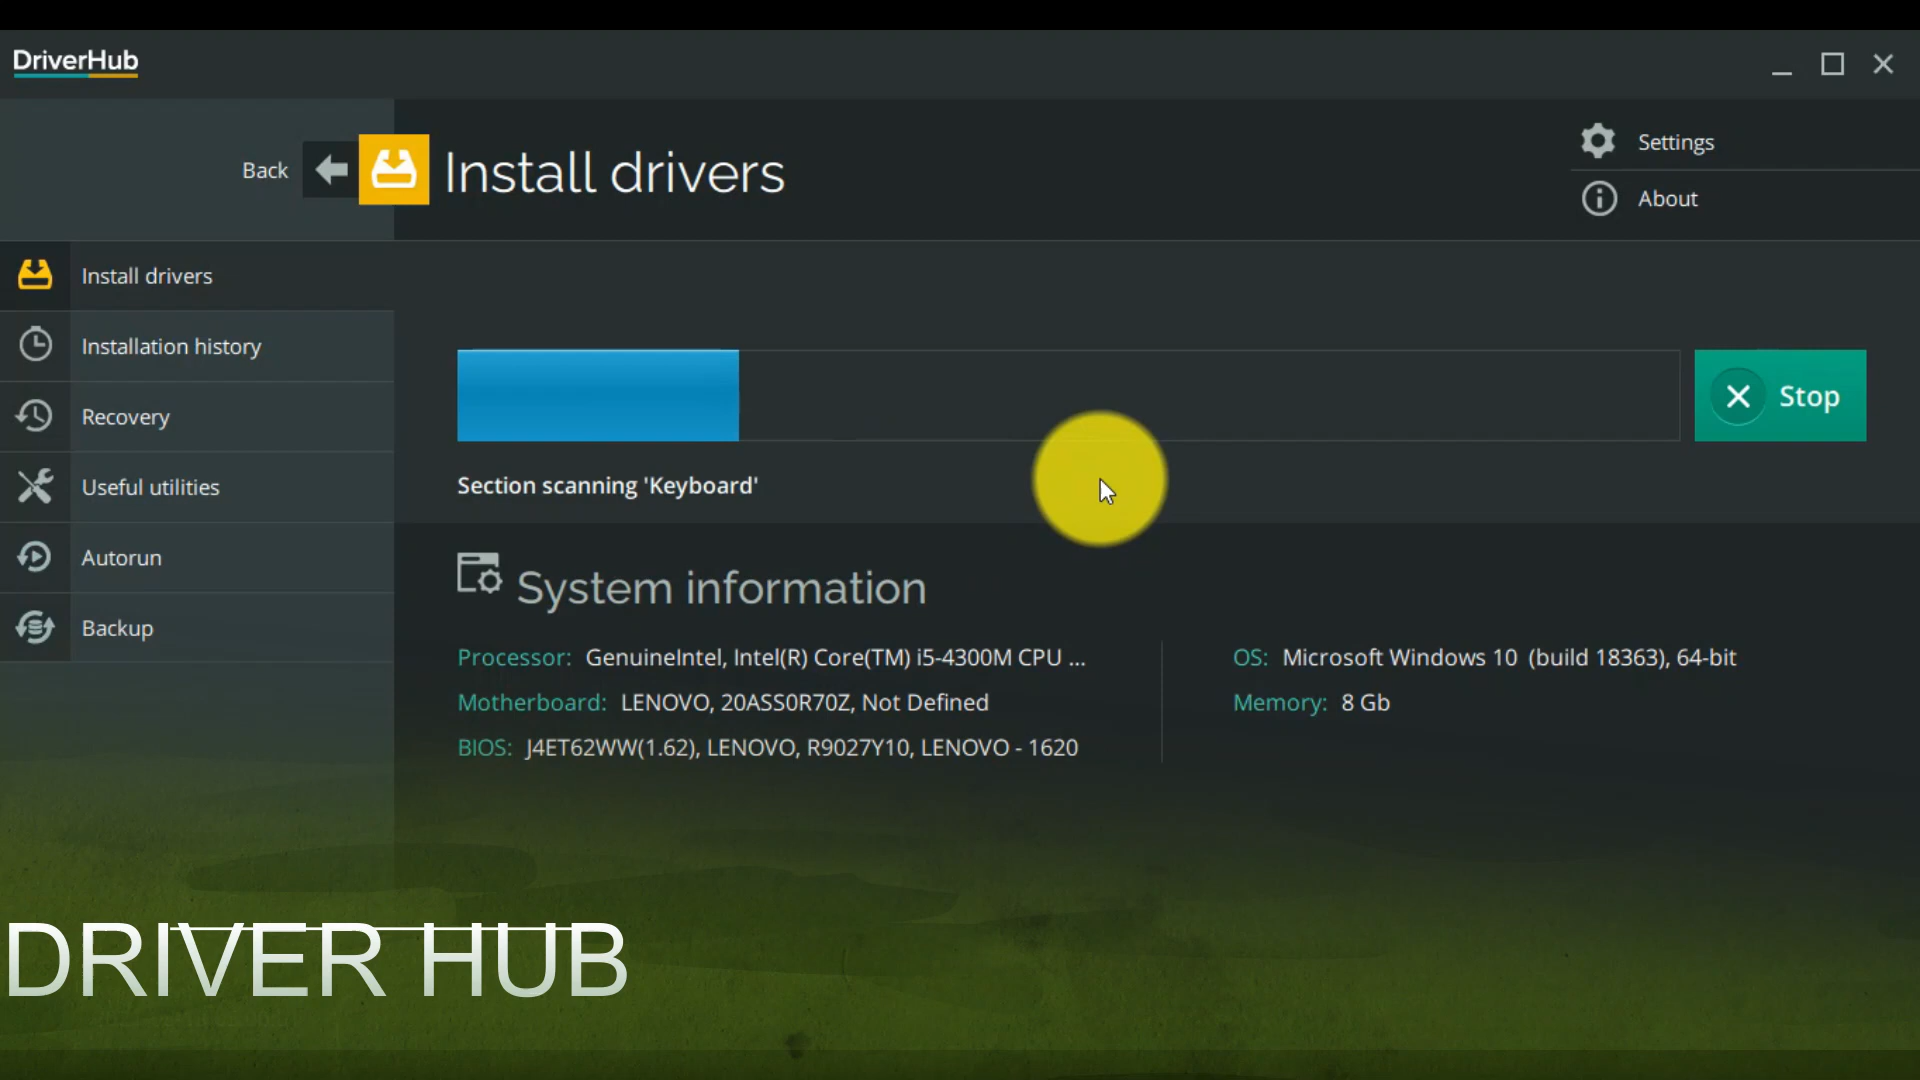 DriverHub
Back
Install drivers
Settings
About
Install drivers
Installation history
Recovery
Useful utilities
Autorun
Backup
Stop
Section scanning 'Keyboard'
System information
Processor: GenuineIntel, Intel(R) Core(TM) i5-4300M CPU ...
Motherboard: LENOVO, 20ASS0R70Z, Not Defined
BIOS: J4ET62WW(1.62), LENOVO, R9027Y10, LENOVO - 1620
OS: Microsoft Windows 10 (build 18363), 64-bit
Memory: 8 Gb
DRIVER HUB